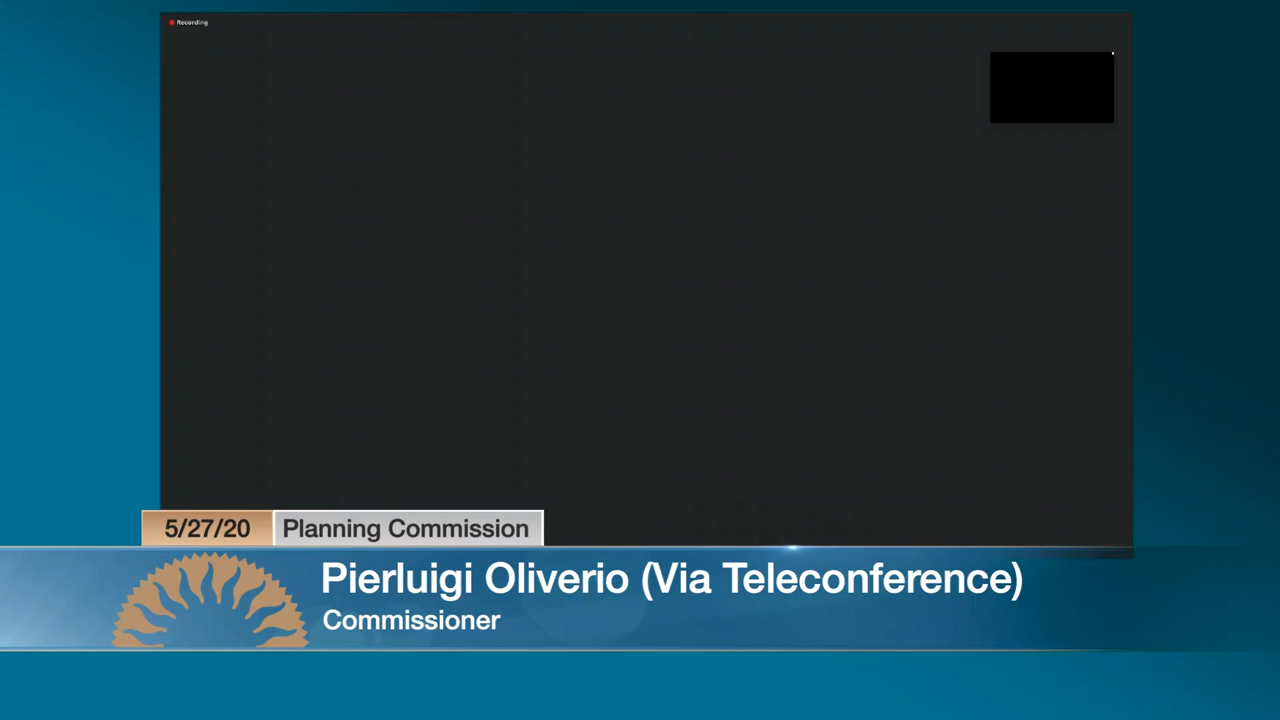 Recording
5/27/20 Planning Commission
Pierluigi Oliverio (Via Teleconference)
Commissioner